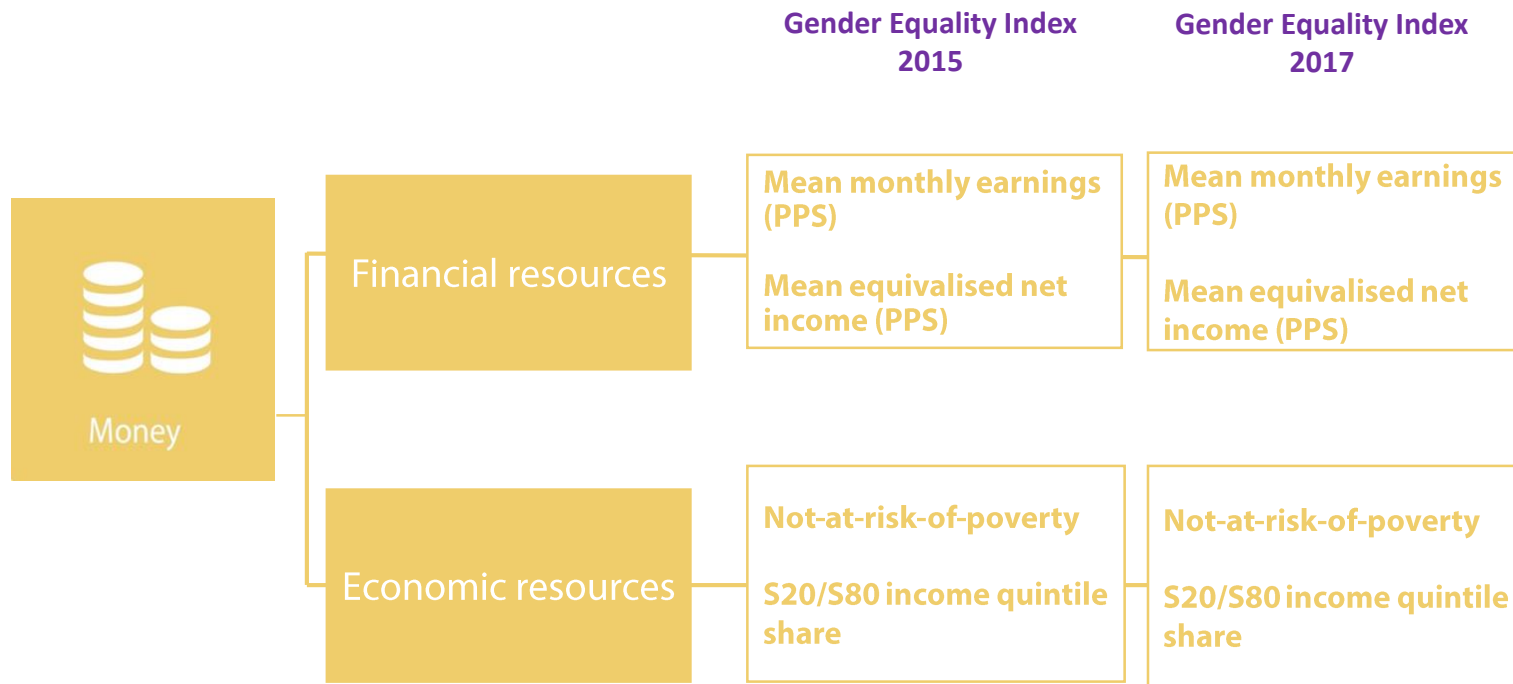 Gender Equality Index
2015
Gender Equality Index
2017
Money
Financial resources
Mean monthly earnings
(PPS)
Mean equivalised net
income (PPS)
Mean monthly earnings
(PPS)
Mean equivalised net
income (PPS)
Economic resources
Not-at-risk-of-poverty
S20/S80 income quintile
share
Not-at-risk-of-poverty
S20/S80 income quintile
share